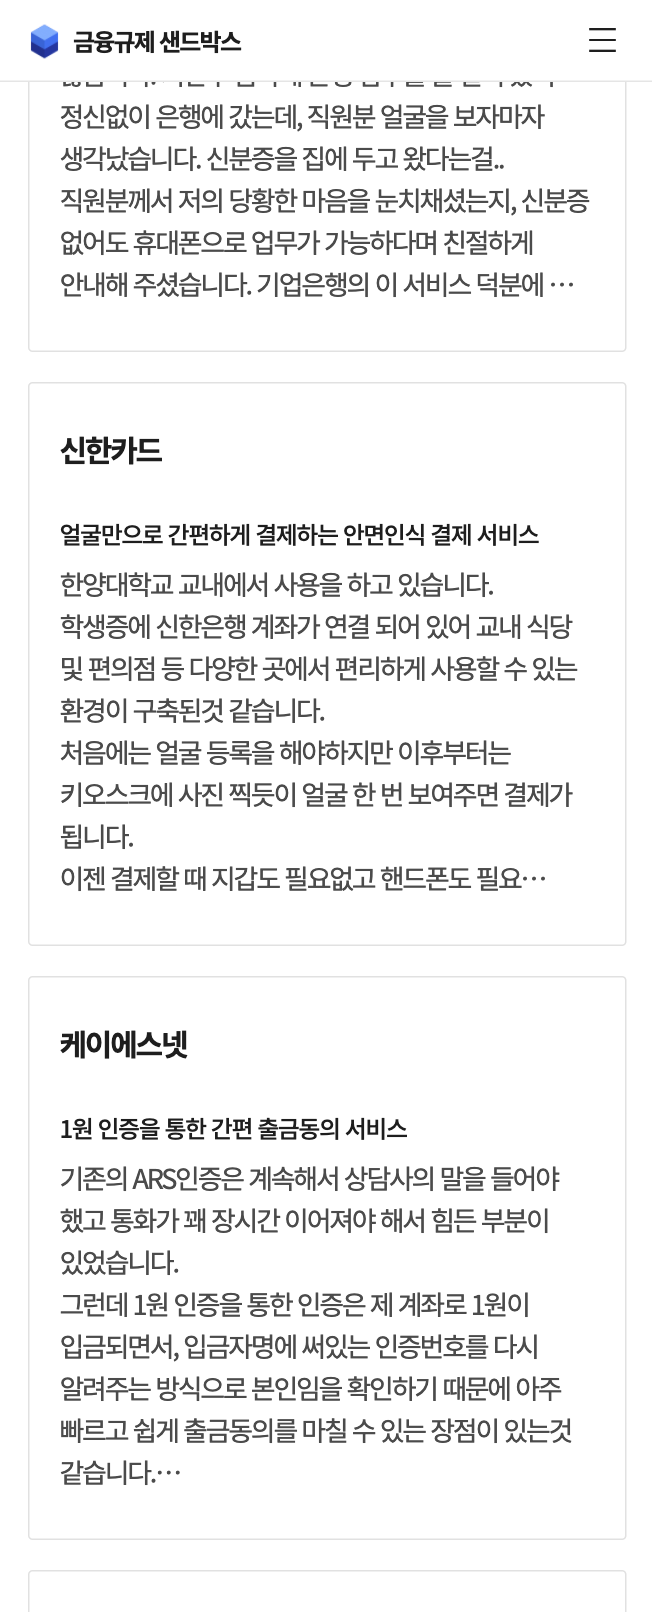 금융규제 샌드박스
정신없이 은행에 갔는데, 직원분 얼굴을 보자마자
생각났습니다. 신분증을 집에 두고 왔다는걸..
직원분께서 저의 당황한 마음을 눈치채셨는지, 신분증
없어도 휴대폰으로 업무가 가능하다며 친절하게
안내해 주셨습니다. 기업은행의 이 서비스 덕분에 …
신한카드
얼굴만으로 간편하게 결제하는 안면인식 결제 서비스
한양대학교 교내에서 사용을 하고 있습니다.
학생증에 신한은행 계좌가 연결 되어 있어 교내 식당
및 편의점 등 다양한 곳에서 편리하게 사용할 수 있는
환경이 구축된것 같습니다.
처음에는 얼굴 등록을 해야하지만 이후부터는
키오스크에 사진 찍듯이 얼굴 한 번 보여주면 결제가
됩니다.
이젠 결제할 때 지갑도 필요없고 핸드폰도 필요…
케이에스넷
1원 인증을 통한 간편 출금동의 서비스
기존의 ARS인증은 계속해서 상담사의 말을 들어야
했고 통화가 꽤 장시간 이어져야 해서 힘든 부분이
있었습니다.
그런데 1원 인증을 통한 인증은 제 계좌로 1원이
입금되면서, 입금자명에 써있는 인증번호를 다시
알려주는 방식으로 본인임을 확인하기 때문에 아주
빠르고 쉽게 출금동의를 마칠 수 있는 장점이 있는것
같습니다.…